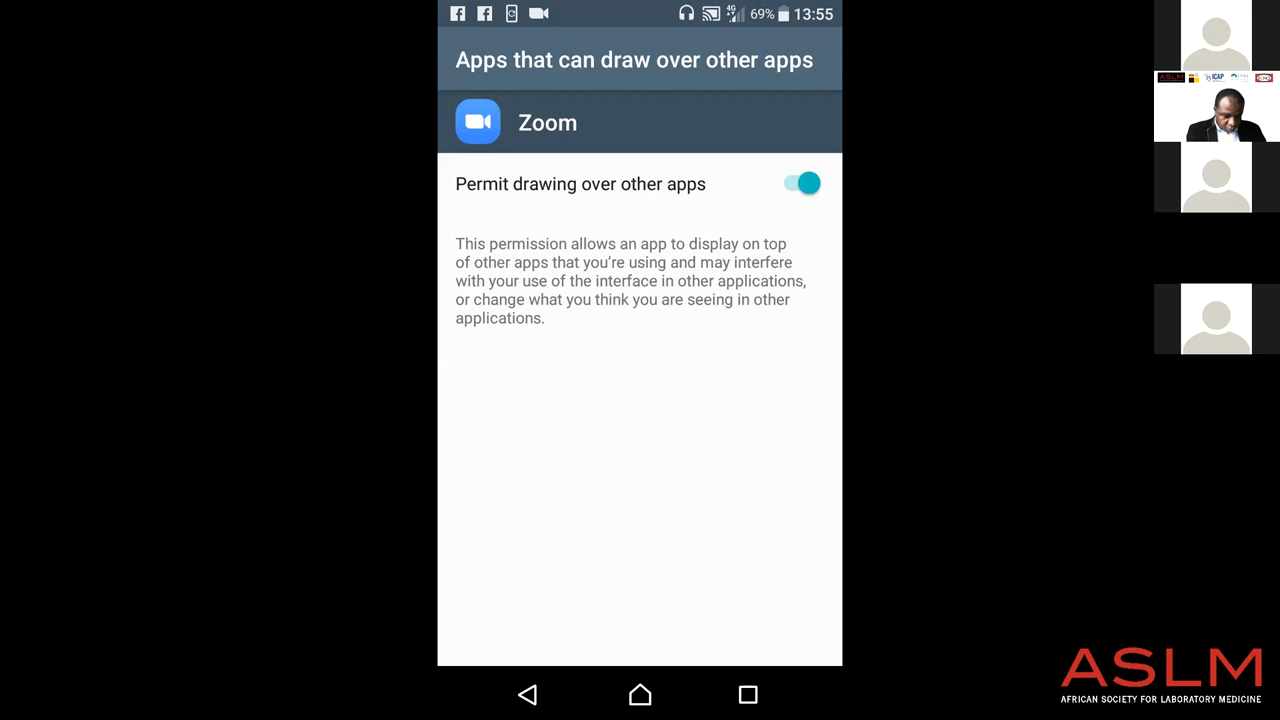 4G
69%
13:55
Apps that can draw over other apps
Zoom
Permit drawing over other apps
This permission allows an app to display on top
of other apps that you're using and may interfere
with your use of the interface in other applications,
or change what you think you are seeing in other
applications.
ASLM
ICAP
ASLM
AFRICAN SOCIETY FOR LABORATORY MEDICINE